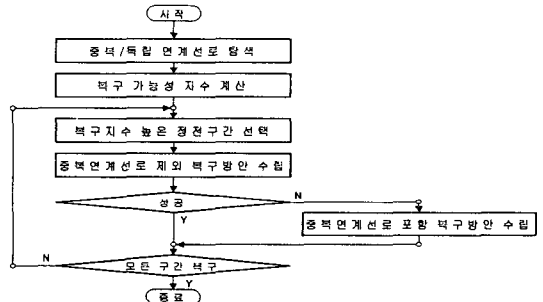 시작
중복/독립 연계선로 탐색
복구 가능성 지수 계산
복구지수 높은 정전구간 선택
중복연계선로 제외 복구방안 수립
성공
N
Y
중복연계선로 포함 복구방안 수립
N
모든 구간 복구
Y
종료